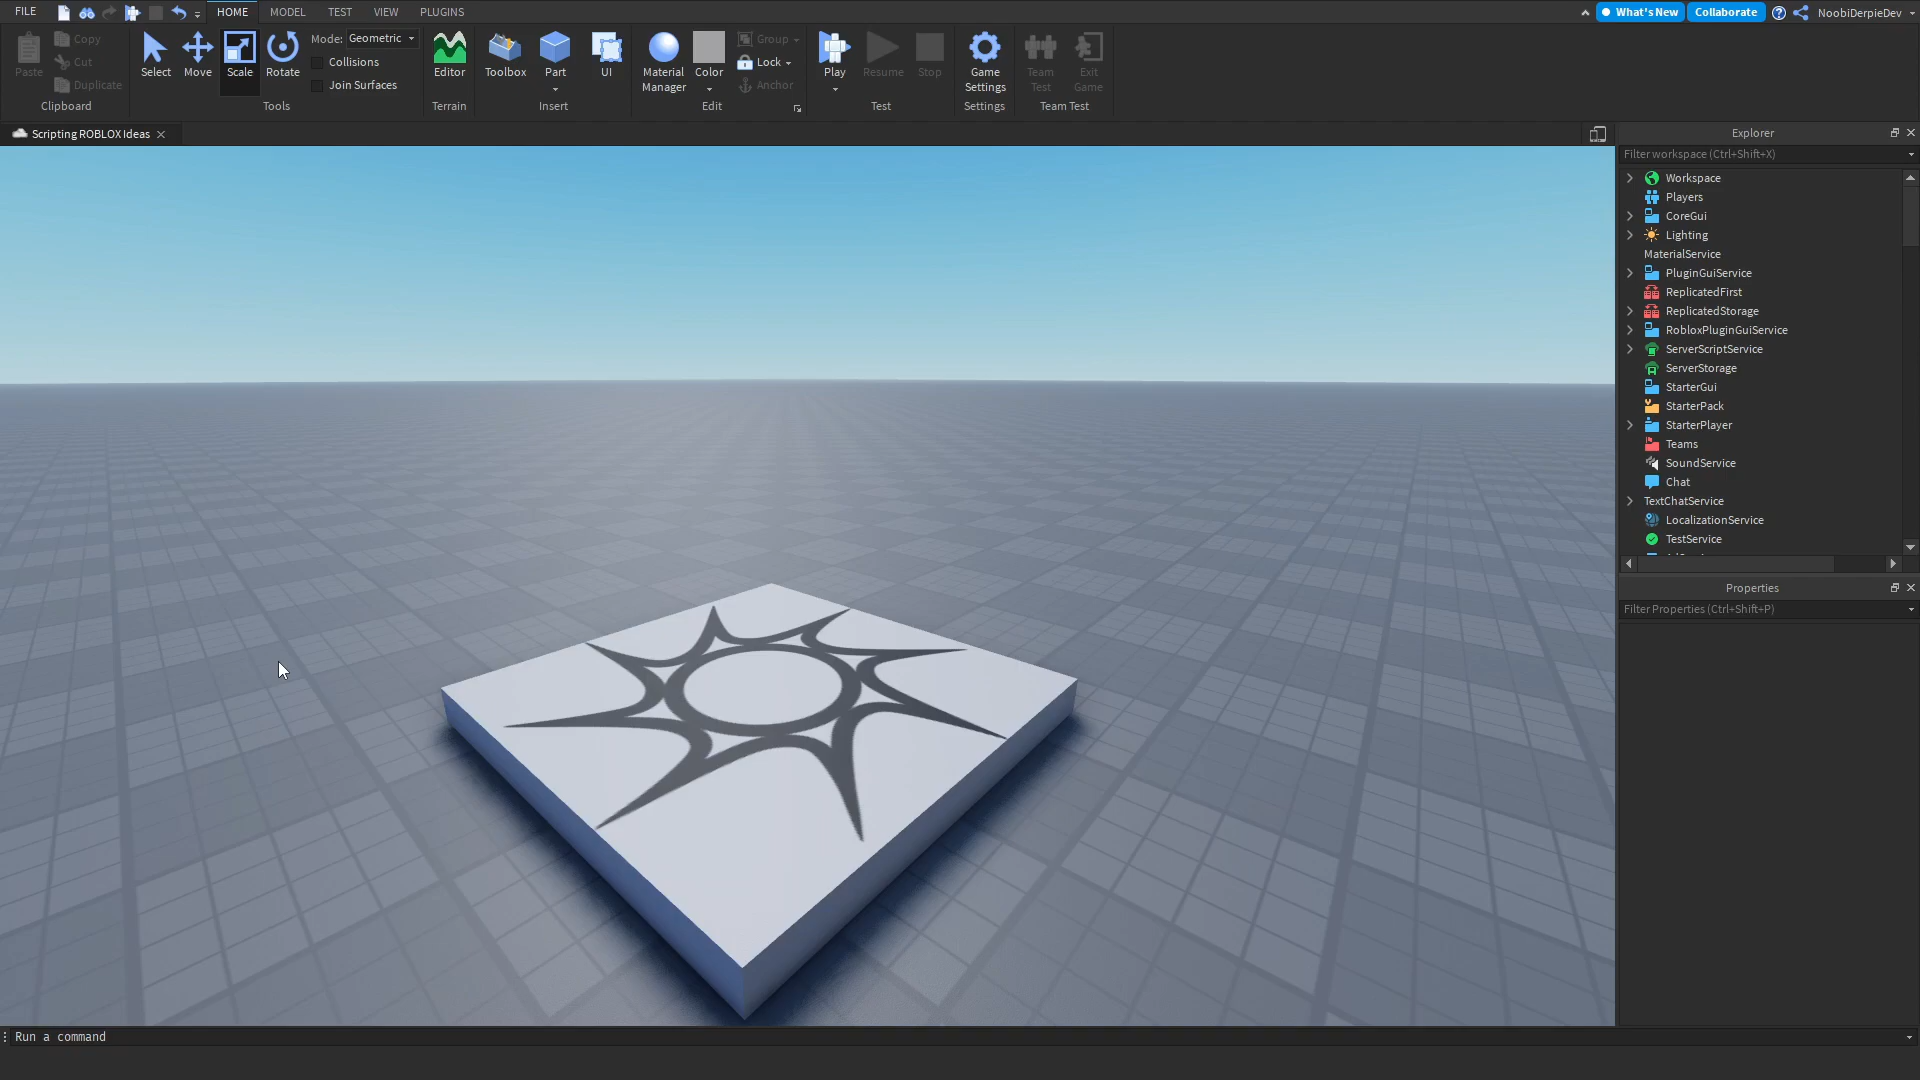 FILE HOME MODEL TEST VIEW PLUGINS What's New Collaborate NoobiDerpieDev
Paste
Copy
Cut
Duplicate
Clipboard
Select
Move
Scale
Rotate
Mode: Geometric
Collisions
Join Surfaces
Tools
Editor
Terrain
Toolbox
Part
UI
Insert
Material
Manager
Color
Group
Lock
Anchor
Edit
Play
Resume
Stop
Test
Game
Settings
Settings
Team
Test
Exit
Game
Team Test
Scripting ROBLOX Ideas
Explorer
Filter workspace (Ctrl+Shift+X)
Workspace
Players
CoreGui
Lighting
MaterialService
PluginGuiService
ReplicatedFirst
ReplicatedStorage
RobloxPluginGuiService
ServerScriptService
ServerStorage
StarterGui
StarterPack
StarterPlayer
Teams
SoundService
Chat
TextChatService
LocalizationService
TestService
Properties
Filter Properties (Ctrl+Shift+P)
Run a command